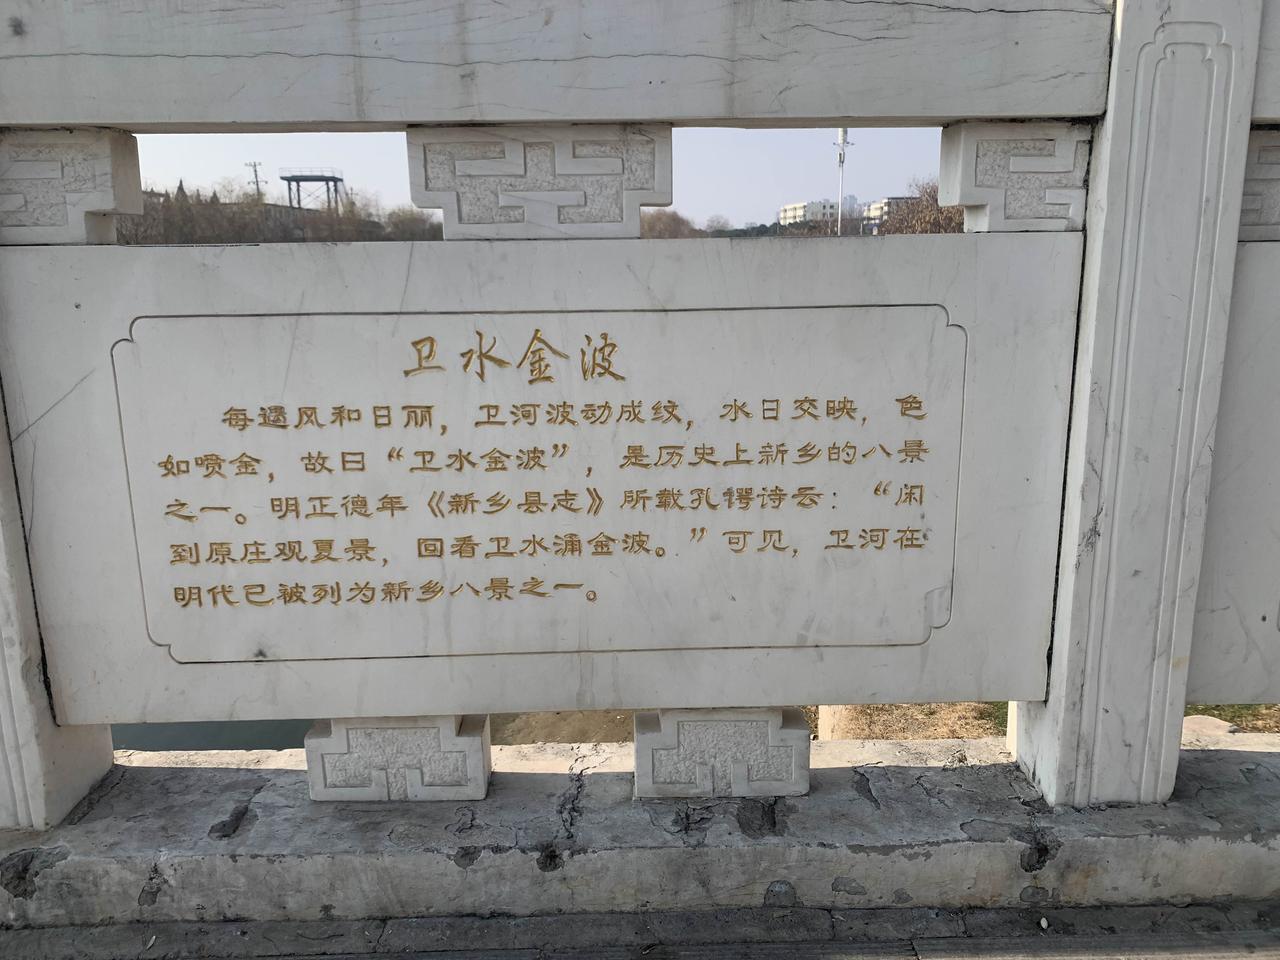 卫水金波
每遇风和日丽，卫河波动成纹，水日交映，色
如喷金，故曰“卫水金波”，是历史上新乡的八景
之一。明正德年《新乡县志》所载孔锷诗云：“闲
到原庄观夏景，回看卫水涌金波。”可见，卫河在
明代已被列为新乡八景之一。